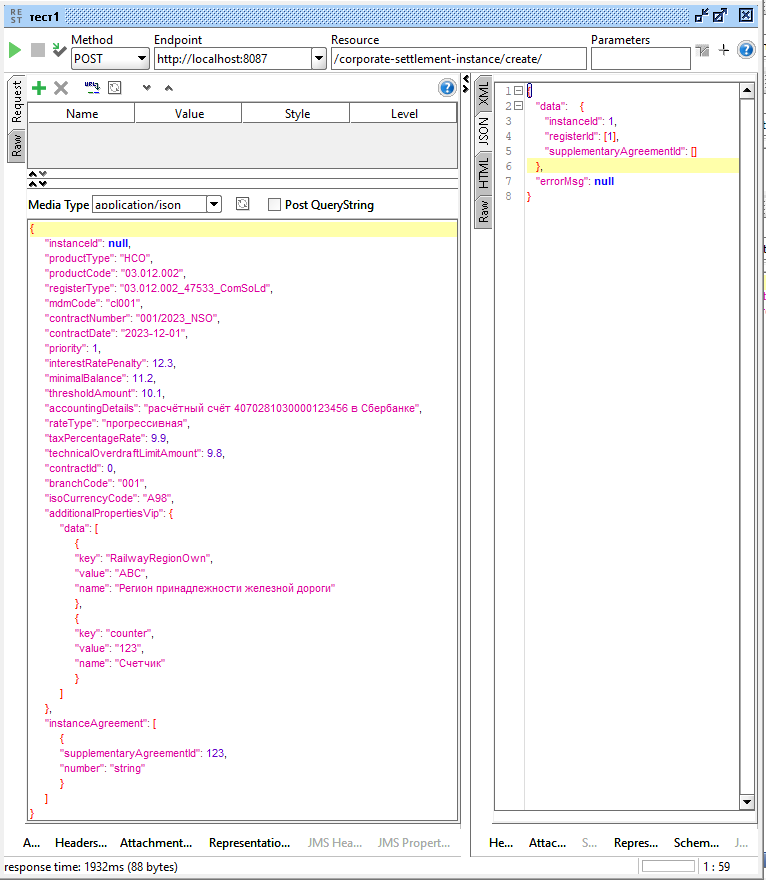 REST тест1
Method Endpoint Resource Parameters
POST http://localhost:8087 /corporate-settlement-instance/create/
Request
Raw
Name Value Style Level
Media Type application/json Post QueryString
{
"instanceId": null,
"productType": "НСО",
"productCode": "03.012.002",
"registerType": "03.012.002_47533_ComSoLd",
"mdmCode": "cl001",
"contractNumber": "001/2023_NSO",
"contractDate": "2023-12-01",
"priority": 1,
"interestRatePenalty": 12.3,
"minimalBalance": 11.2,
"thresholdAmount": 10.1,
"accountingDetails": "расчётный счёт 4070281030000123456 в Сбербанке",
"rateType": "прогрессивная",
"taxPercentageRate": 9.9,
"technicalOverdraftLimitAmount": 9.8,
"contractId": 0,
"branchCode": "001",
"isoCurrencyCode": "A98",
"additionalPropertiesVip": {
"data": [
{
"key": "RailwayRegionOwn",
"value": "ABC",
"name": "Регион принадлежности железной дороги"
},
{
"key": "counter",
"value": "123",
"name": "Счетчик"
}
]
},
"instanceAgreement": [
{
"supplementaryAgreementId": 123,
"number": "string"
}
]
}
A... Headers... Attachment... Representatio... JMS Hea... JMS Propert...
XML
JSON
HTML
Raw
1 {
2 "data": {
3 "instanceId": 1,
4 "registerId": [1],
5 "supplementaryAgreementId": []
6 },
7 "errorMsg": null
8 }
He... Attac... S... Repres... Schem... J...
response time: 1932ms (88 bytes) 1 : 59